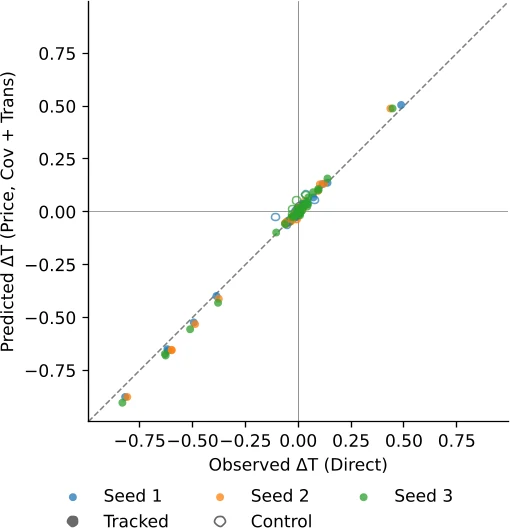 0.75
0.50
0.25
0.00
−0.25
−0.50
−0.75
Predicted ΔT (Price, Cov + Trans)
−0.75 −0.50 −0.25 0.00 0.25 0.50 0.75
Observed ΔT (Direct)
Seed 1 Seed 2 Seed 3
Tracked Control